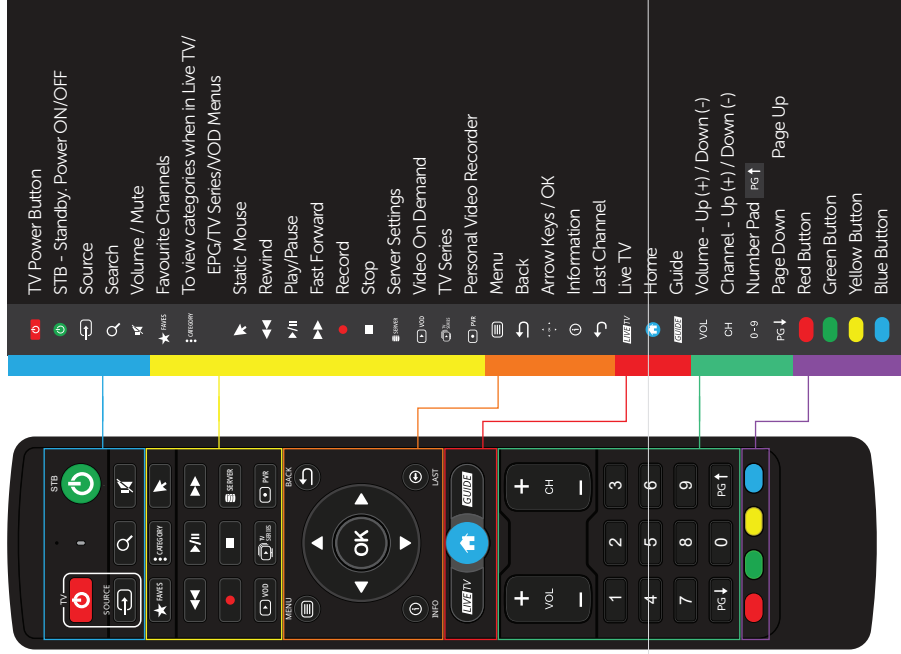 TV Power Button
STB - Standby. Power ON/OFF
Source
Search
Volume / Mute
FAVES Favourite Channels
CATEGORY To view categories when in Live TV/
EPG/TV Series/VOD Menus
Static Mouse
Rewind
Play/Pause
Fast Forward
Record
Stop
SERVER Server Settings
VOD Video On Demand
TV SERIES TV Series
PVR Personal Video Recorder
Menu
Back
Arrow Keys / OK
Information
Last Channel
LIVE TV Live TV
Home
GUIDE Guide
VOL Volume - Up (+) / Down (-)
CH Channel - Up (+) / Down (-)
0-9 Number Pad
PG↓ Page Down PG↑ Page Up
Red Button
Green Button
Yellow Button
Blue Button
TV
STB
SOURCE
FAVES
CATEGORY
SERVER
VOD
TV SERIES
PVR
MENU
BACK
OK
INFO
LAST
LIVE TV
GUIDE
+ +
VOL CH
- -
1 2 3
4 5 6
7 8 9
PG↓ 0 PG↑